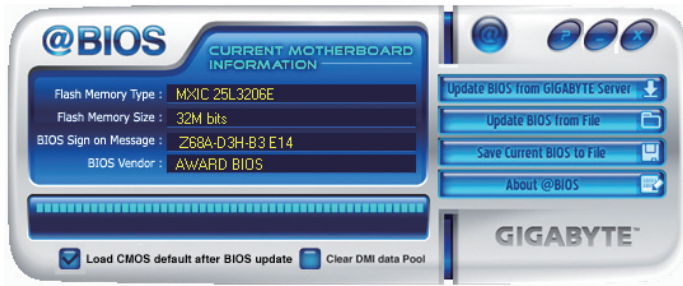 @BIOS
CURRENT MOTHERBOARD
INFORMATION
Flash Memory Type : MXIC 25L3206E
Flash Memory Size : 32M bits
BIOS Sign on Message : Z68A-D3H-B3 E14
BIOS Vendor : AWARD BIOS
Load CMOS default after BIOS update
Clear DMI data Pool
@ ? _ X
Update BIOS from GIGABYTE Server
Update BIOS from File
Save Current BIOS to File
About @BIOS
GIGABYTE™